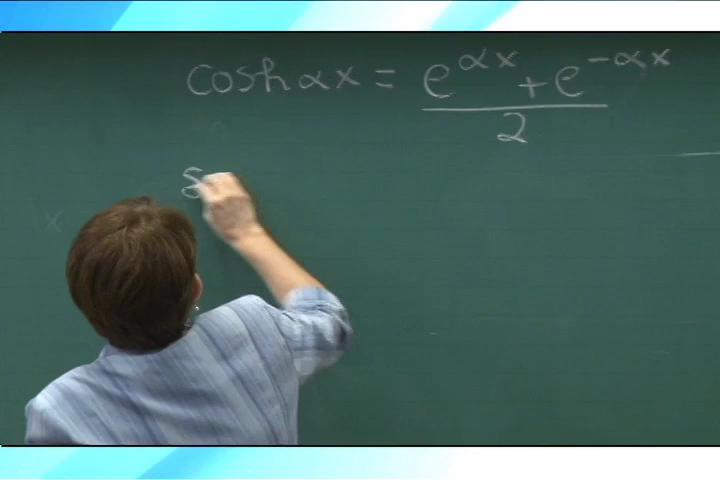 cosh αx = (e^{αx} + e^{-αx})/2
s